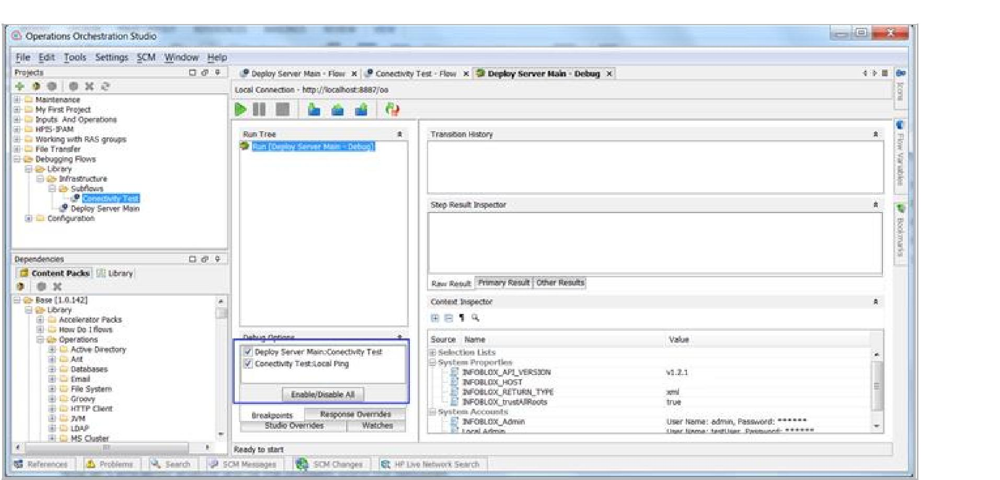 Operations Orchestration Studio
File Edit Tools Settings SCM Window Help
Projects
Maintenance
My First Project
Inputs And Operations
HPIS-IPAM
Working with RAS groups
File Transfer
Debugging Flows
Library
Infrastructure
Subflows
Conectivity Test
Deploy Server Main
Configuration
Dependencies
Content Packs Library
Base [1.0.142]
Library
Accelerator Packs
How Do I flows
Operations
Active Directory
Ant
Databases
Email
File System
Groovy
HTTP Client
JVM
LDAP
MS Cluster
Deploy Server Main - Flow x Conectivity Test - Flow x Deploy Server Main - Debug x
Local Connection - http://localhost:8887/oo
Run Tree
Run [Deploy Server Main - Debug]
Debug Options
Deploy Server Main:Conectivity Test
Conectivity Test:Local Ping
Enable/Disable All
Breakpoints Response Overrides
Studio Overrides Watches
Transition History
Step Result Inspector
Raw Result Primary Result Other Results
Context Inspector
Source Name Value
Selection Lists
System Properties
INFOBLOX_API_VERSION v1.2.1
INFOBLOX_HOST
INFOBLOX_RETURN_TYPE xml
INFOBLOX_trustAllRoots true
System Accounts
INFOBLOX_Admin User Name: admin, Password: ******
Local Admin User Name: testUser, Password: ******
Icons
Flow Variables
Bookmarks
Ready to start
References Problems Search SCM Messages SCM Changes HP Live Network Search